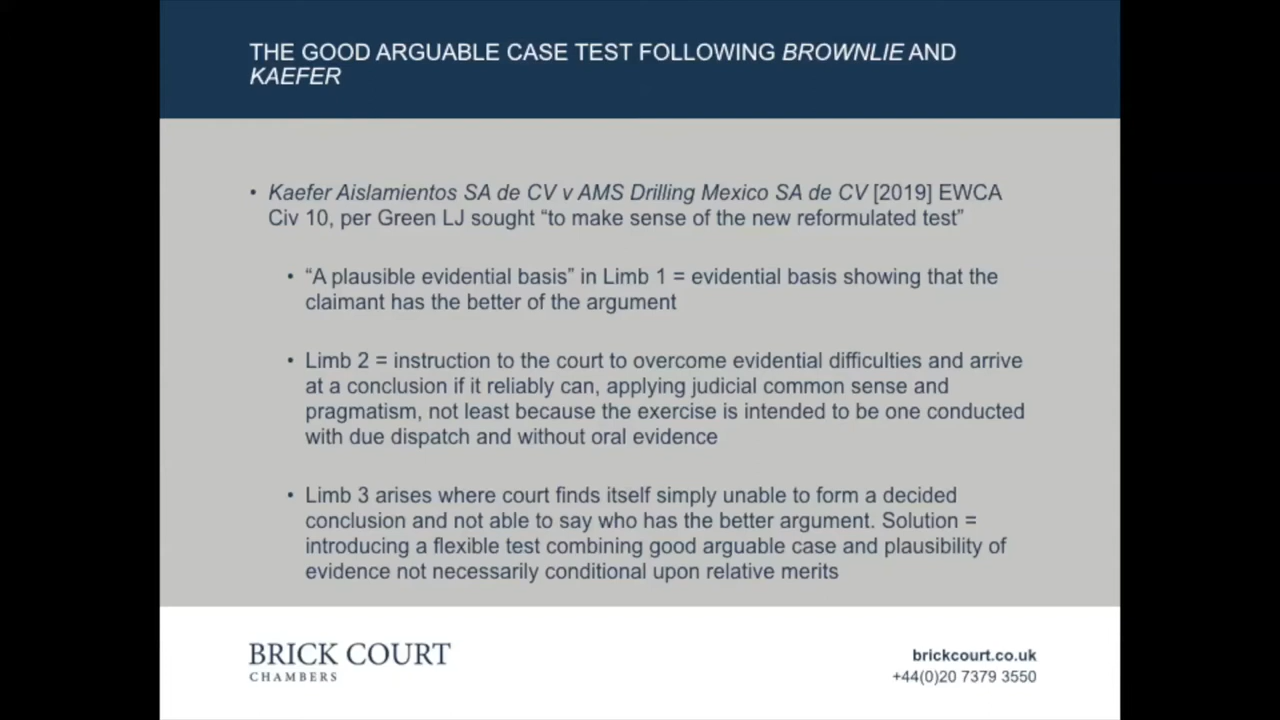 THE GOOD ARGUABLE CASE TEST FOLLOWING BROWNLIE AND
KAEFER
• Kaefer Aislamientos SA de CV v AMS Drilling Mexico SA de CV [2019] EWCA
Civ 10, per Green LJ sought “to make sense of the new reformulated test”
• “A plausible evidential basis” in Limb 1 = evidential basis showing that the
claimant has the better of the argument
• Limb 2 = instruction to the court to overcome evidential difficulties and arrive
at a conclusion if it reliably can, applying judicial common sense and
pragmatism, not least because the exercise is intended to be one conducted
with due dispatch and without oral evidence
• Limb 3 arises where court finds itself simply unable to form a decided
conclusion and not able to say who has the better argument. Solution =
introducing a flexible test combining good arguable case and plausibility of
evidence not necessarily conditional upon relative merits
BRICK COURT
CHAMBERS
brickcourt.co.uk
+44(0)20 7379 3550